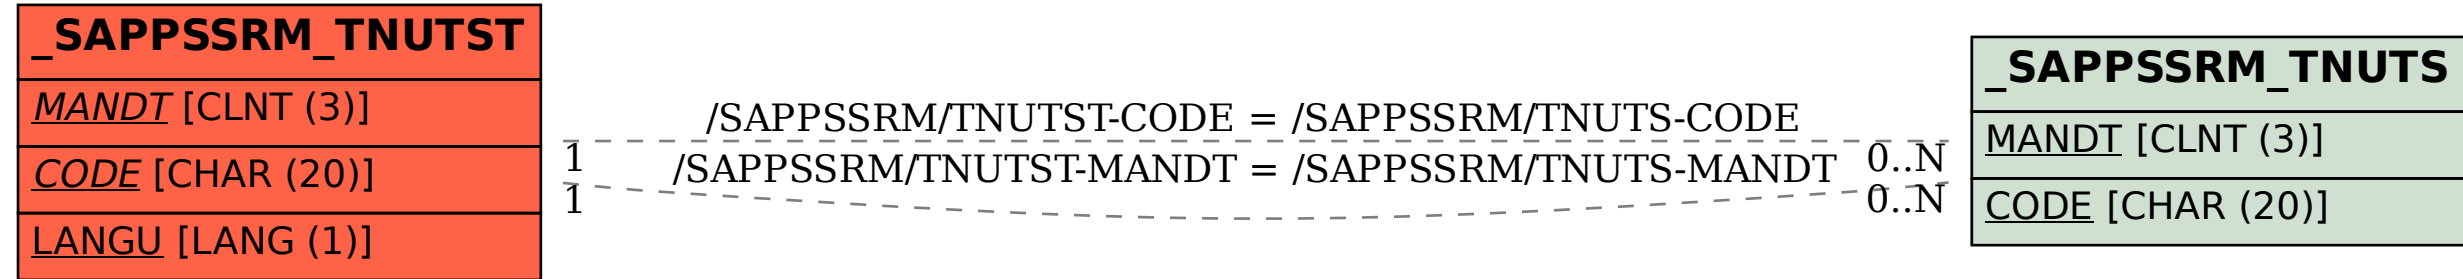 _SAPPSSRM_TNUTST
MANDT [CLNT (3)]
CODE [CHAR (20)]
LANGU [LANG (1)]
/SAPPSSRM/TNUTST-CODE = /SAPPSSRM/TNUTS-CODE
1
0..N
/SAPPSSRM/TNUTST-MANDT = /SAPPSSRM/TNUTS-MANDT
1
0..N
_SAPPSSRM_TNUTS
MANDT [CLNT (3)]
CODE [CHAR (20)]